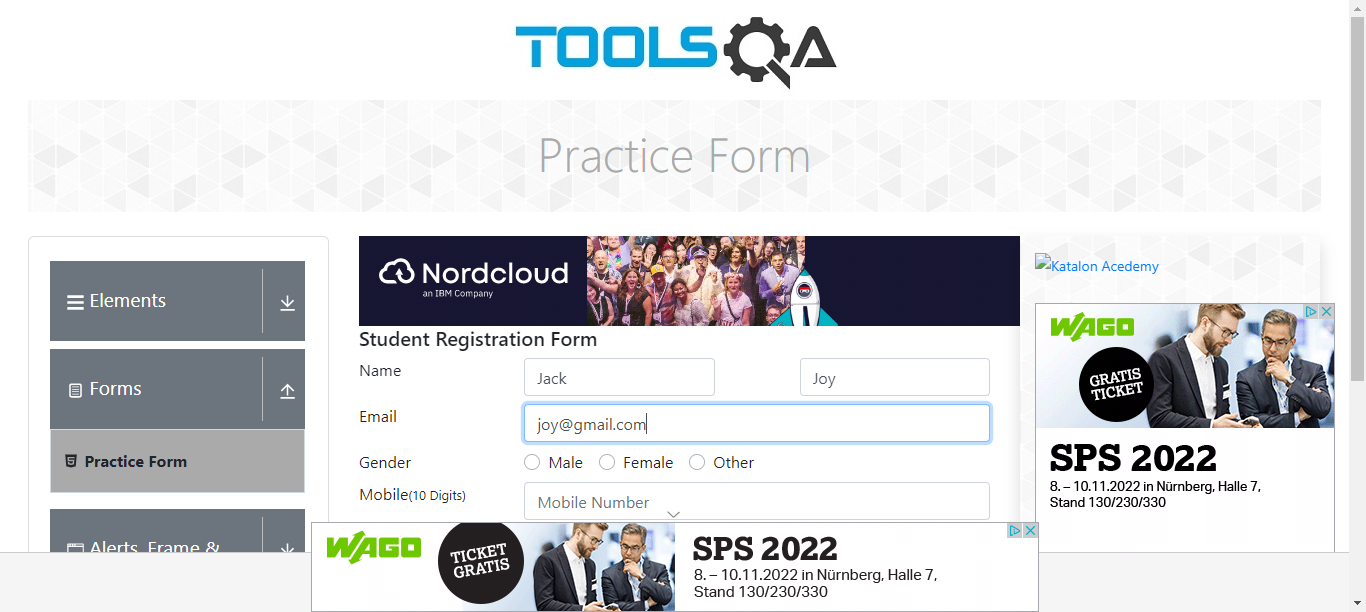 TOOLSQA
Practice Form
Elements
Forms
Practice Form
Alerts, Frame &
Nordcloud
an IBM Company
Student Registration Form
Name
Jack
Joy
Email
joy@gmail.com
Gender
Male
Female
Other
Mobile(10 Digits)
Mobile Number
Katalon Acedemy
WAGO
GRATIS
TICKET
SPS 2022
8. – 10.11.2022 in Nürnberg, Halle 7,
Stand 130/230/330
WAGO
TICKET
GRATIS
SPS 2022
8. – 10.11.2022 in Nürnberg, Halle 7,
Stand 130/230/330